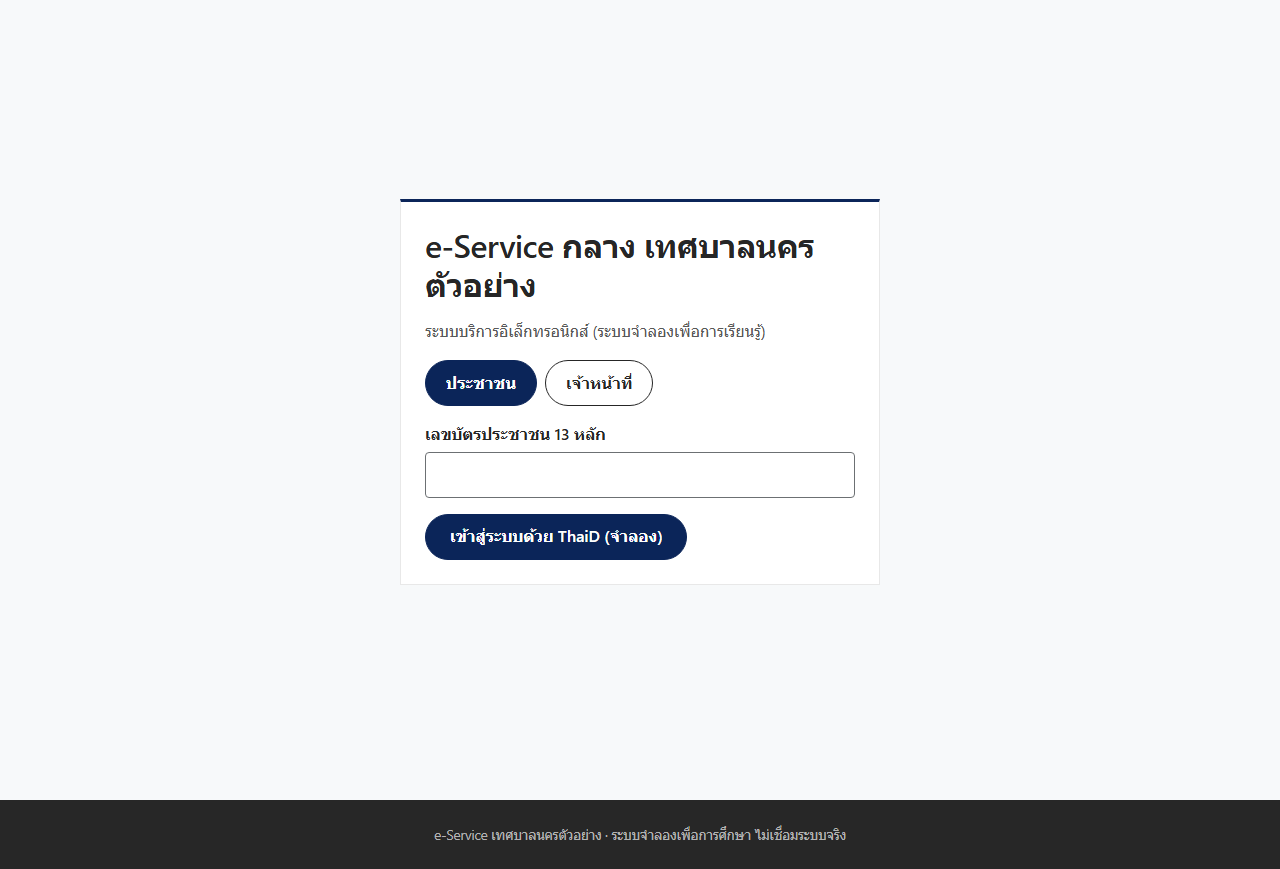 e-Service กลาง เทศบาลนคร
ตัวอย่าง
ระบบบริการอิเล็กทรอนิกส์ (ระบบจำลองเพื่อการเรียนรู้)
ประชาชน
เจ้าหน้าที่
เลขบัตรประชาชน 13 หลัก
เข้าสู่ระบบด้วย ThaiD (จำลอง)
e-Service เทศบาลนครตัวอย่าง · ระบบจำลองเพื่อการศึกษา ไม่เชื่อมระบบจริง